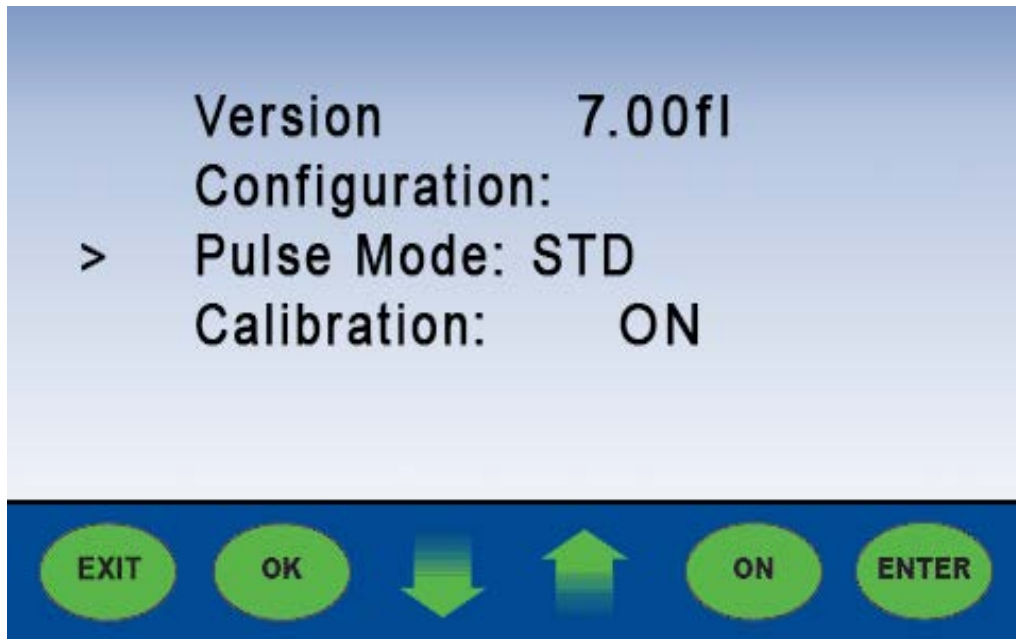 Version 7.00fl
Configuration:
> Pulse Mode: STD
Calibration: ON
EXIT OK ON ENTER